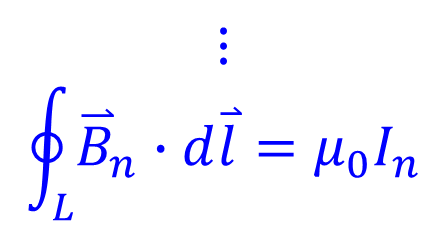 ⋮
∮_L B⃗_n · dl⃗ = μ₀I_n